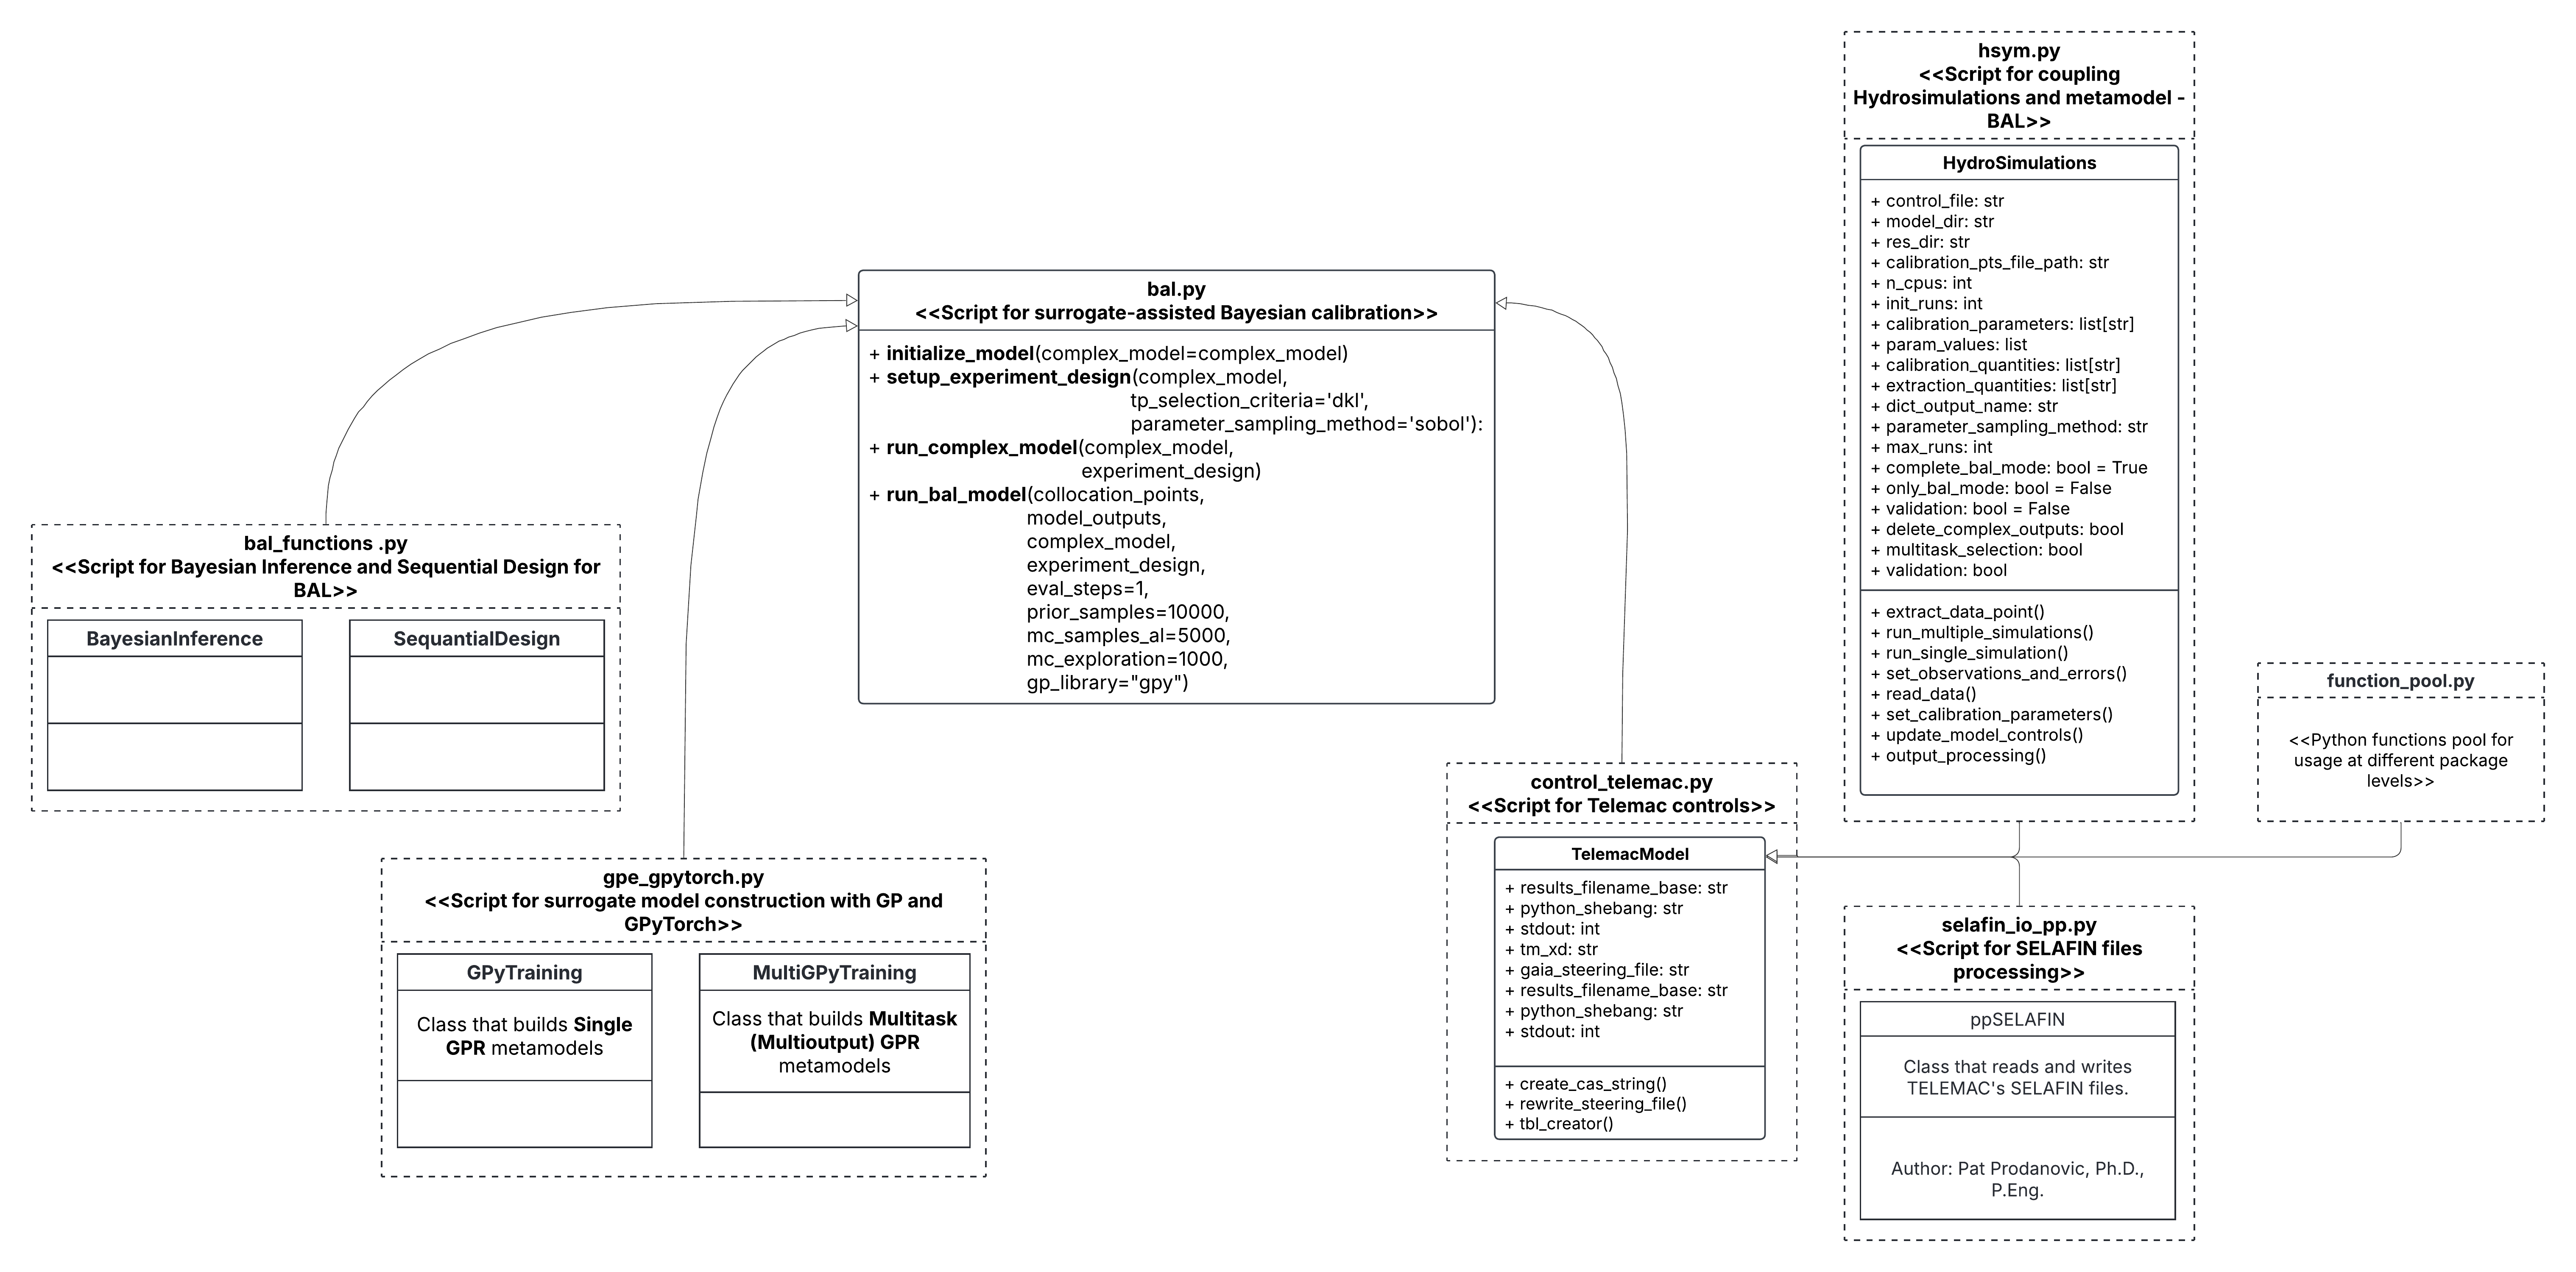 hsym.py
<<Script for coupling
Hydrosimulations and metamodel -
BAL>>
HydroSimulations
+ control_file: str
+ model_dir: str
+ res_dir: str
+ calibration_pts_file_path: str
+ n_cpus: int
+ init_runs: int
+ calibration_parameters: list[str]
+ param_values: list
+ calibration_quantities: list[str]
+ extraction_quantities: list[str]
+ dict_output_name: str
+ parameter_sampling_method: str
+ max_runs: int
+ complete_bal_mode: bool = True
+ only_bal_mode: bool = False
+ validation: bool = False
+ delete_complex_outputs: bool
+ multitask_selection: bool
+ validation: bool
+ extract_data_point()
+ run_multiple_simulations()
+ run_single_simulation()
+ set_observations_and_errors()
+ read_data()
+ set_calibration_parameters()
+ update_model_controls()
+ output_processing()
bal.py
<<Script for surrogate-assisted Bayesian calibration>>
+ initialize_model(complex_model=complex_model)
+ setup_experiment_design(complex_model,
tp_selection_criteria='dkl',
parameter_sampling_method='sobol'):
+ run_complex_model(complex_model,
experiment_design)
+ run_bal_model(collocation_points,
model_outputs,
complex_model,
experiment_design,
eval_steps=1,
prior_samples=10000,
mc_samples_al=5000,
mc_exploration=1000,
gp_library="gpy")
bal_functions .py
<<Script for Bayesian Inference and Sequential Design for
BAL>>
BayesianInference
SequantialDesign
function_pool.py
<<Python functions pool for
usage at different package
levels>>
control_telemac.py
<<Script for Telemac controls>>
TelemacModel
+ results_filename_base: str
+ python_shebang: str
+ stdout: int
+ tm_xd: str
+ gaia_steering_file: str
+ results_filename_base: str
+ python_shebang: str
+ stdout: int
+ create_cas_string()
+ rewrite_steering_file()
+ tbl_creator()
gpe_gpytorch.py
<<Script for surrogate model construction with GP and
GPyTorch>>
GPyTraining
Class that builds Single
GPR metamodels
MultiGPyTraining
Class that builds Multitask
(Multioutput) GPR
metamodels
selafin_io_pp.py
<<Script for SELAFIN files
processing>>
ppSELAFIN
Class that reads and writes
TELEMAC's SELAFIN files.
Author: Pat Prodanovic, Ph.D.,
P.Eng.